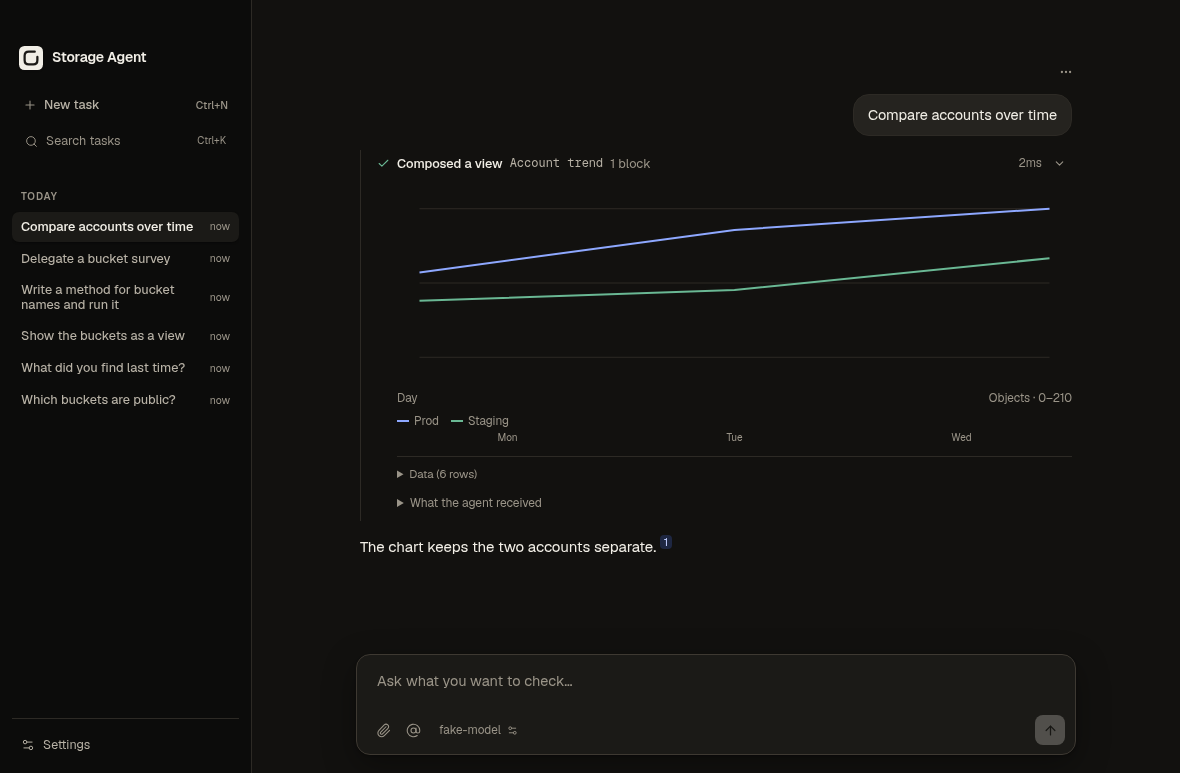 Storage Agent
New task Ctrl+N
Search tasks Ctrl+K
TODAY
Compare accounts over time now
Delegate a bucket survey now
Write a method for bucket
names and run it now
Show the buckets as a view now
What did you find last time? now
Which buckets are public? now
Settings
Compare accounts over time
Composed a view Account trend 1 block 2ms
Day Objects · 0–210
Prod Staging
Mon Tue Wed
Data (6 rows)
What the agent received
The chart keeps the two accounts separate. 1
Ask what you want to check…
fake-model